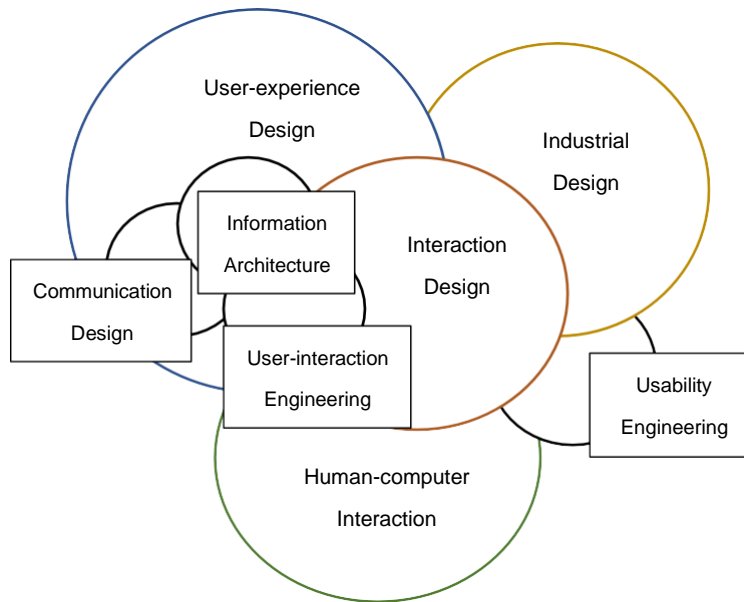 User-experience
Design
Industrial
Design
Information
Architecture
Interaction
Design
Communication
Design
User-interaction
Engineering
Usability
Engineering
Human-computer
Interaction